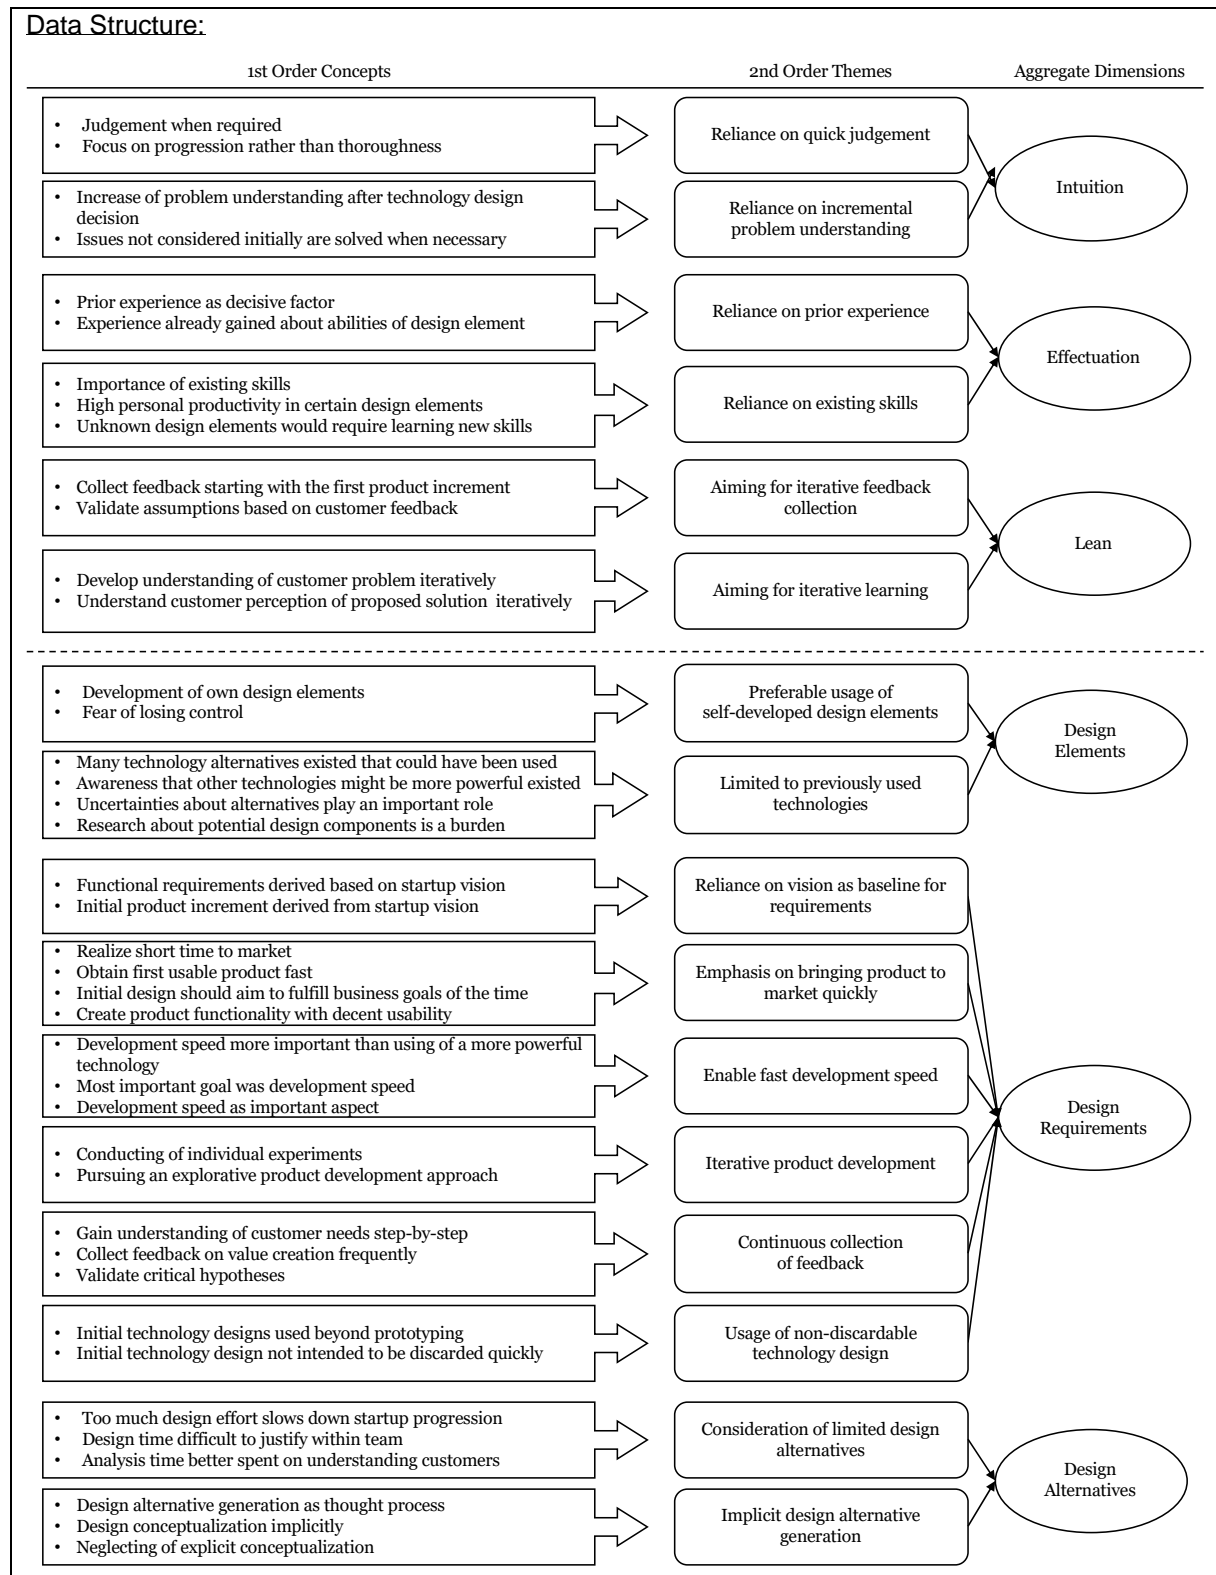 Data Structure:
1st Order Concepts
2nd Order Themes
Aggregate Dimensions
• Judgement when required
• Focus on progression rather than thoroughness
Reliance on quick judgement
Intuition
• Increase of problem understanding after technology design
decision
• Issues not considered initially are solved when necessary
Reliance on incremental
problem understanding
• Prior experience as decisive factor
• Experience already gained about abilities of design element
Reliance on prior experience
Effectuation
• Importance of existing skills
• High personal productivity in certain design elements
• Unknown design elements would require learning new skills
Reliance on existing skills
• Collect feedback starting with the first product increment
• Validate assumptions based on customer feedback
Aiming for iterative feedback
collection
Lean
• Develop understanding of customer problem iteratively
• Understand customer perception of proposed solution iteratively
Aiming for iterative learning
• Development of own design elements
• Fear of losing control
Preferable usage of
self-developed design elements
Design
Elements
• Many technology alternatives existed that could have been used
• Awareness that other technologies might be more powerful existed
• Uncertainties about alternatives play an important role
• Research about potential design components is a burden
Limited to previously used
technologies
• Functional requirements derived based on startup vision
• Initial product increment derived from startup vision
Reliance on vision as baseline for
requirements
• Realize short time to market
• Obtain first usable product fast
• Initial design should aim to fulfill business goals of the time
• Create product functionality with decent usability
Emphasis on bringing product to
market quickly
• Development speed more important than using of a more powerful
technology
• Most important goal was development speed
• Development speed as important aspect
Enable fast development speed
Design
Requirements
• Conducting of individual experiments
• Pursuing an explorative product development approach
Iterative product development
• Gain understanding of customer needs step-by-step
• Collect feedback on value creation frequently
• Validate critical hypotheses
Continuous collection
of feedback
• Initial technology designs used beyond prototyping
• Initial technology design not intended to be discarded quickly
Usage of non-discardable
technology design
• Too much design effort slows down startup progression
• Design time difficult to justify within team
• Analysis time better spent on understanding customers
Consideration of limited design
alternatives
Design
Alternatives
• Design alternative generation as thought process
• Design conceptualization implicitly
• Neglecting of explicit conceptualization
Implicit design alternative
generation